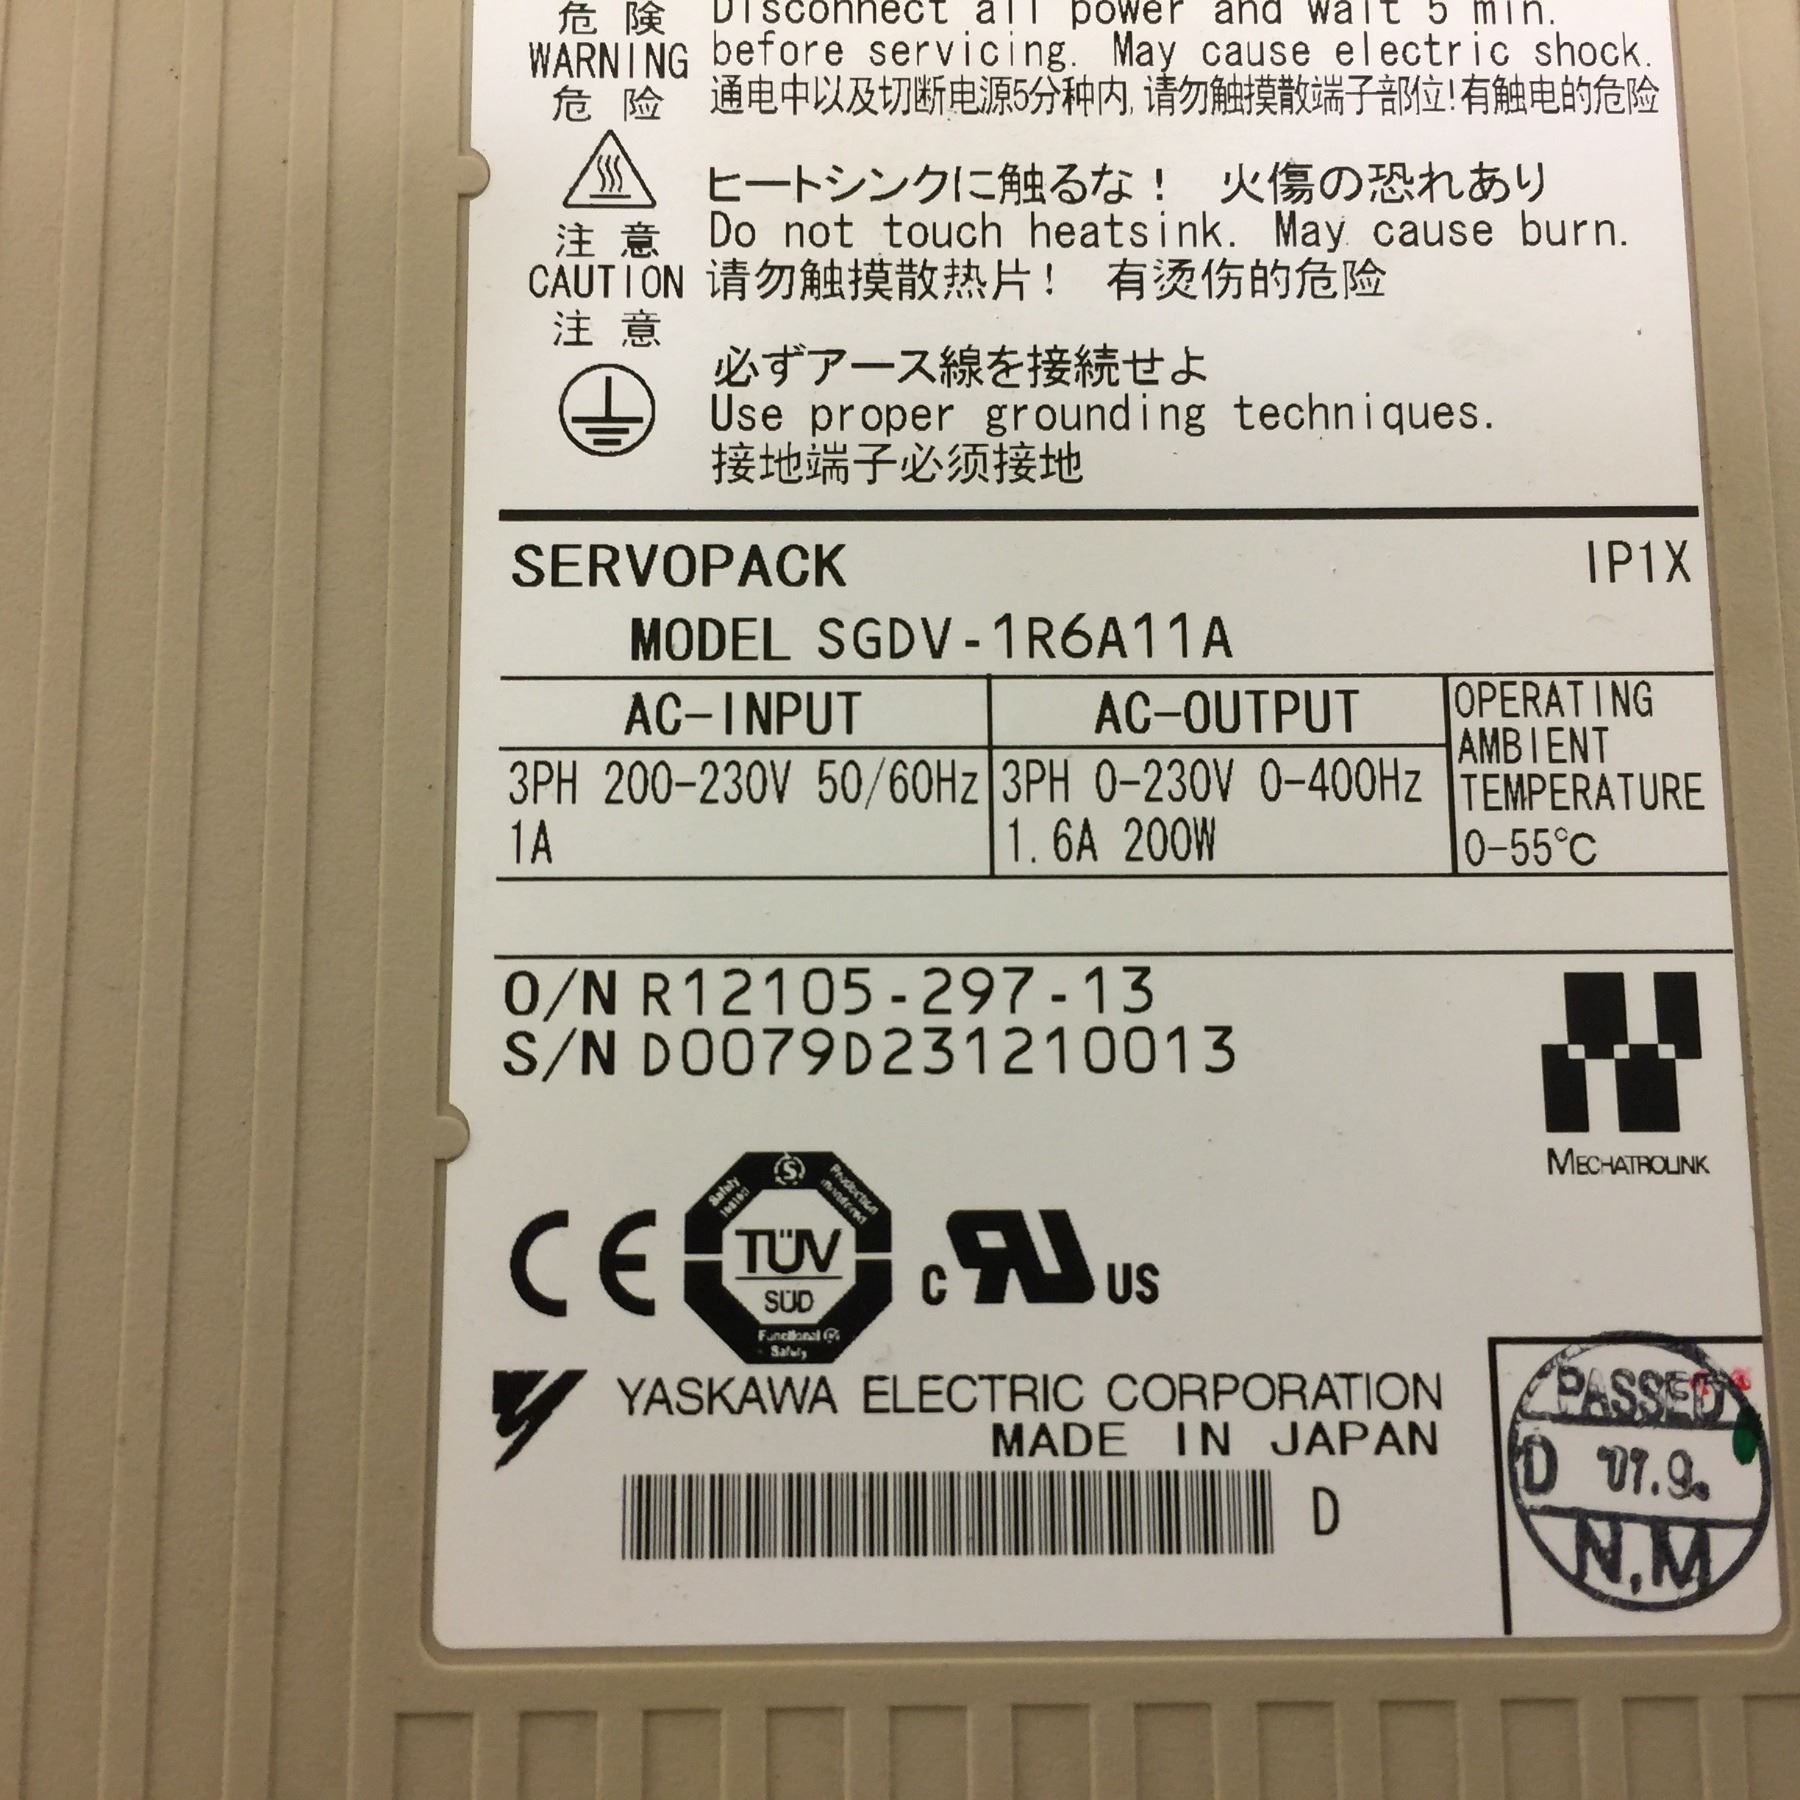 危険 Disconnect all power and wait 5 min.
WARNING before servicing. May cause electric shock.
危险 通电中以及切断电源5分钟内,请勿触摸散端子部位!有触电的危险
ヒートシンクに触るな! 火傷の恐れあり
注意 Do not touch heatsink. May cause burn.
CAUTION 请勿触摸散热片! 有烫伤的危险
注意
必ずアース線を接続せよ
Use proper grounding techniques.
接地端子必须接地
SERVOPACK IP1X
MODEL SGDV-1R6A11A
AC-INPUT AC-OUTPUT
OPERATING
AMBIENT
TEMPERATURE
0-55℃
3PH 200-230V 50/60Hz
1A
3PH 0-230V 0-400Hz
1.6A 200W
O/N R12105-297-13
S/N D0079D231210013
MECHATROLINK
CE
S
Safety
Production
TÜV
SÜD
Functional
Safety
c RU US
YASKAWA ELECTRIC CORPORATION
MADE IN JAPAN
D
PASSED
D '07.9.
N.M